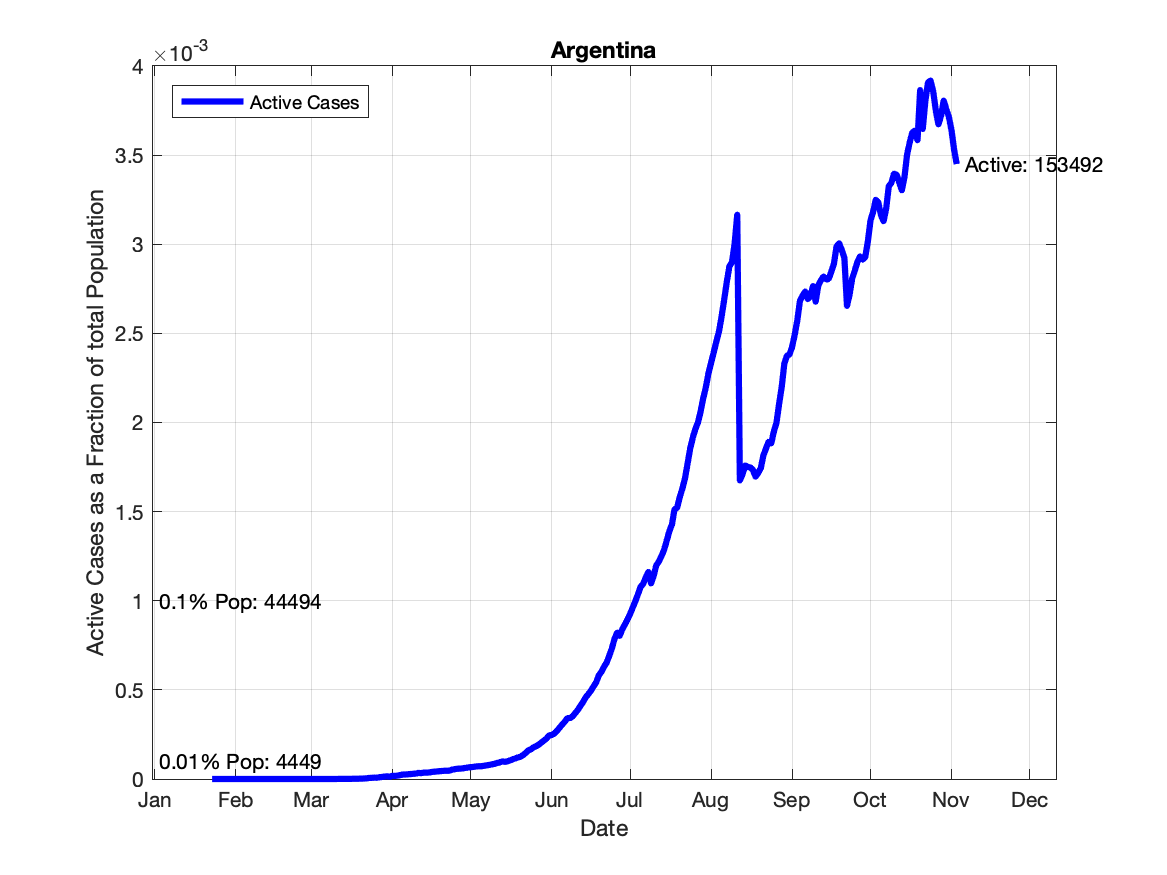 Argentina
×10-3
Active Cases
4
3.5
3
2.5
2
1.5
1
0.5
0
Active Cases as a Fraction of total Population
Active: 153492
0.1% Pop: 44494
0.01% Pop: 4449
Jan Feb Mar Apr May Jun Jul Aug Sep Oct Nov Dec
Date